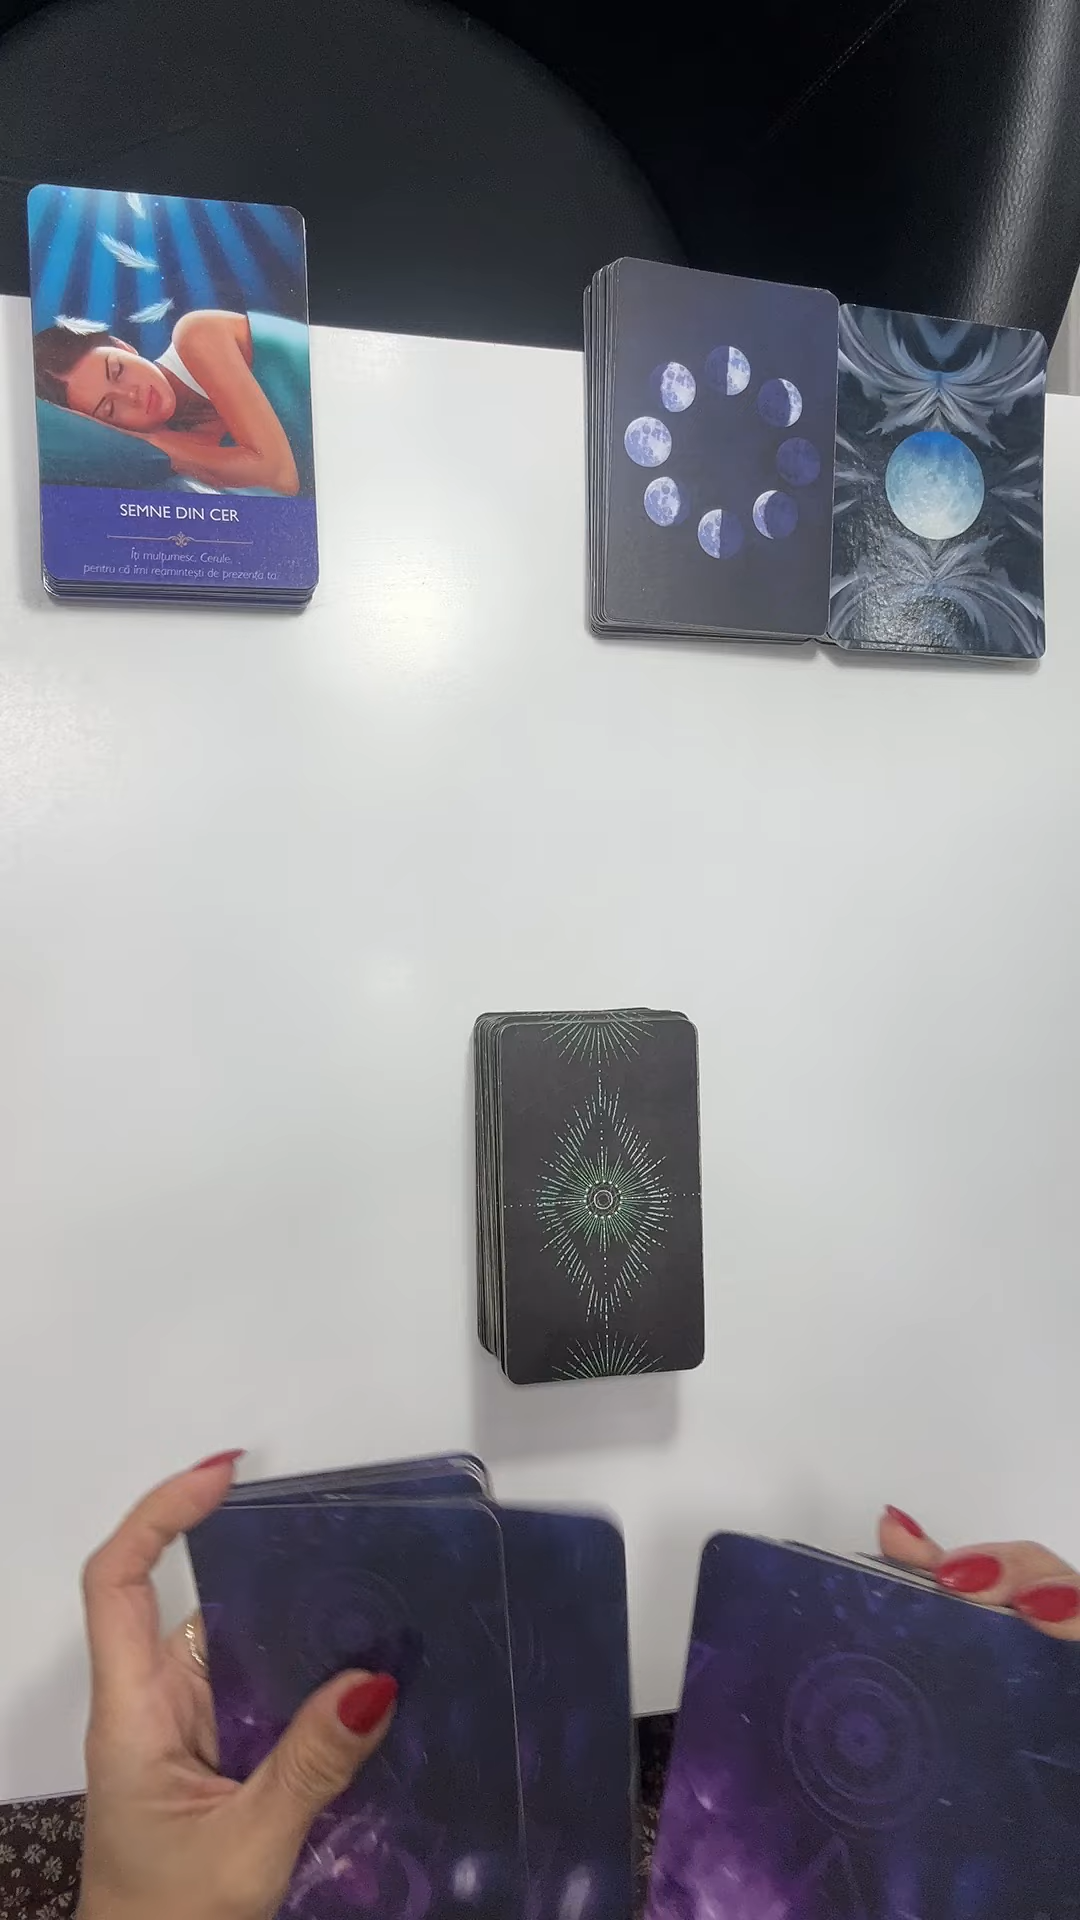 SEMNE DIN CER
Îți mulțumesc, Cerule,
pentru că îmi reamintești de prezența ta.